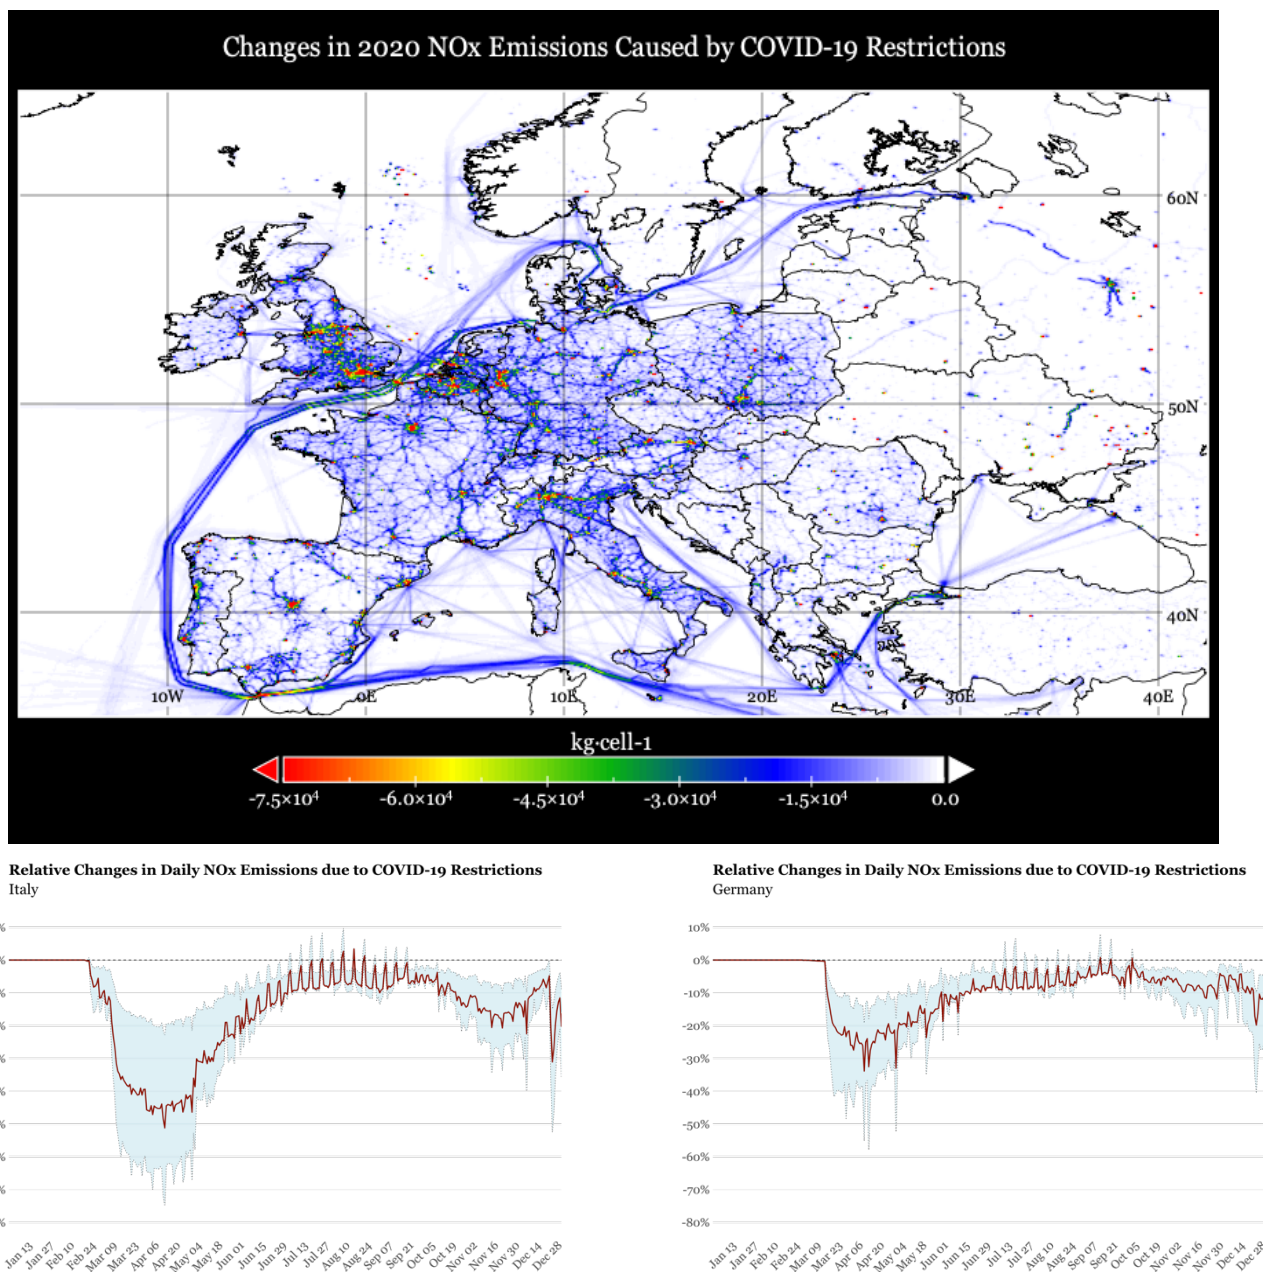 Changes in 2020 NOx Emissions Caused by COVID-19 Restrictions
60N
50N
40N
10W 0E 10E 20E 30E 40E
kg·cell-1
-7.5×10⁴ -6.0×10⁴ -4.5×10⁴ -3.0×10⁴ -1.5×10⁴ 0.0
Relative Changes in Daily NOx Emissions due to COVID-19 Restrictions
Italy
%
%
%
%
%
%
%
%
%
%
Jan 13 Jan 27 Feb 10 Feb 24 Mar 09 Mar 23 Apr 06 Apr 20 May 04 May 18 Jun 01 Jun 15 Jun 29 Jul 13 Jul 27 Aug 10 Aug 24 Sep 07 Sep 21 Oct 05 Oct 19 Nov 02 Nov 16 Nov 30 Dec 14 Dec 28
Relative Changes in Daily NOx Emissions due to COVID-19 Restrictions
Germany
10%
0%
-10%
-20%
-30%
-40%
-50%
-60%
-70%
-80%
Jan 13 Jan 27 Feb 10 Feb 24 Mar 09 Mar 23 Apr 06 Apr 20 May 04 May 18 Jun 01 Jun 15 Jun 29 Jul 13 Jul 27 Aug 10 Aug 24 Sep 07 Sep 21 Oct 05 Oct 19 Nov 02 Nov 16 Nov 30 Dec 14 Dec 28